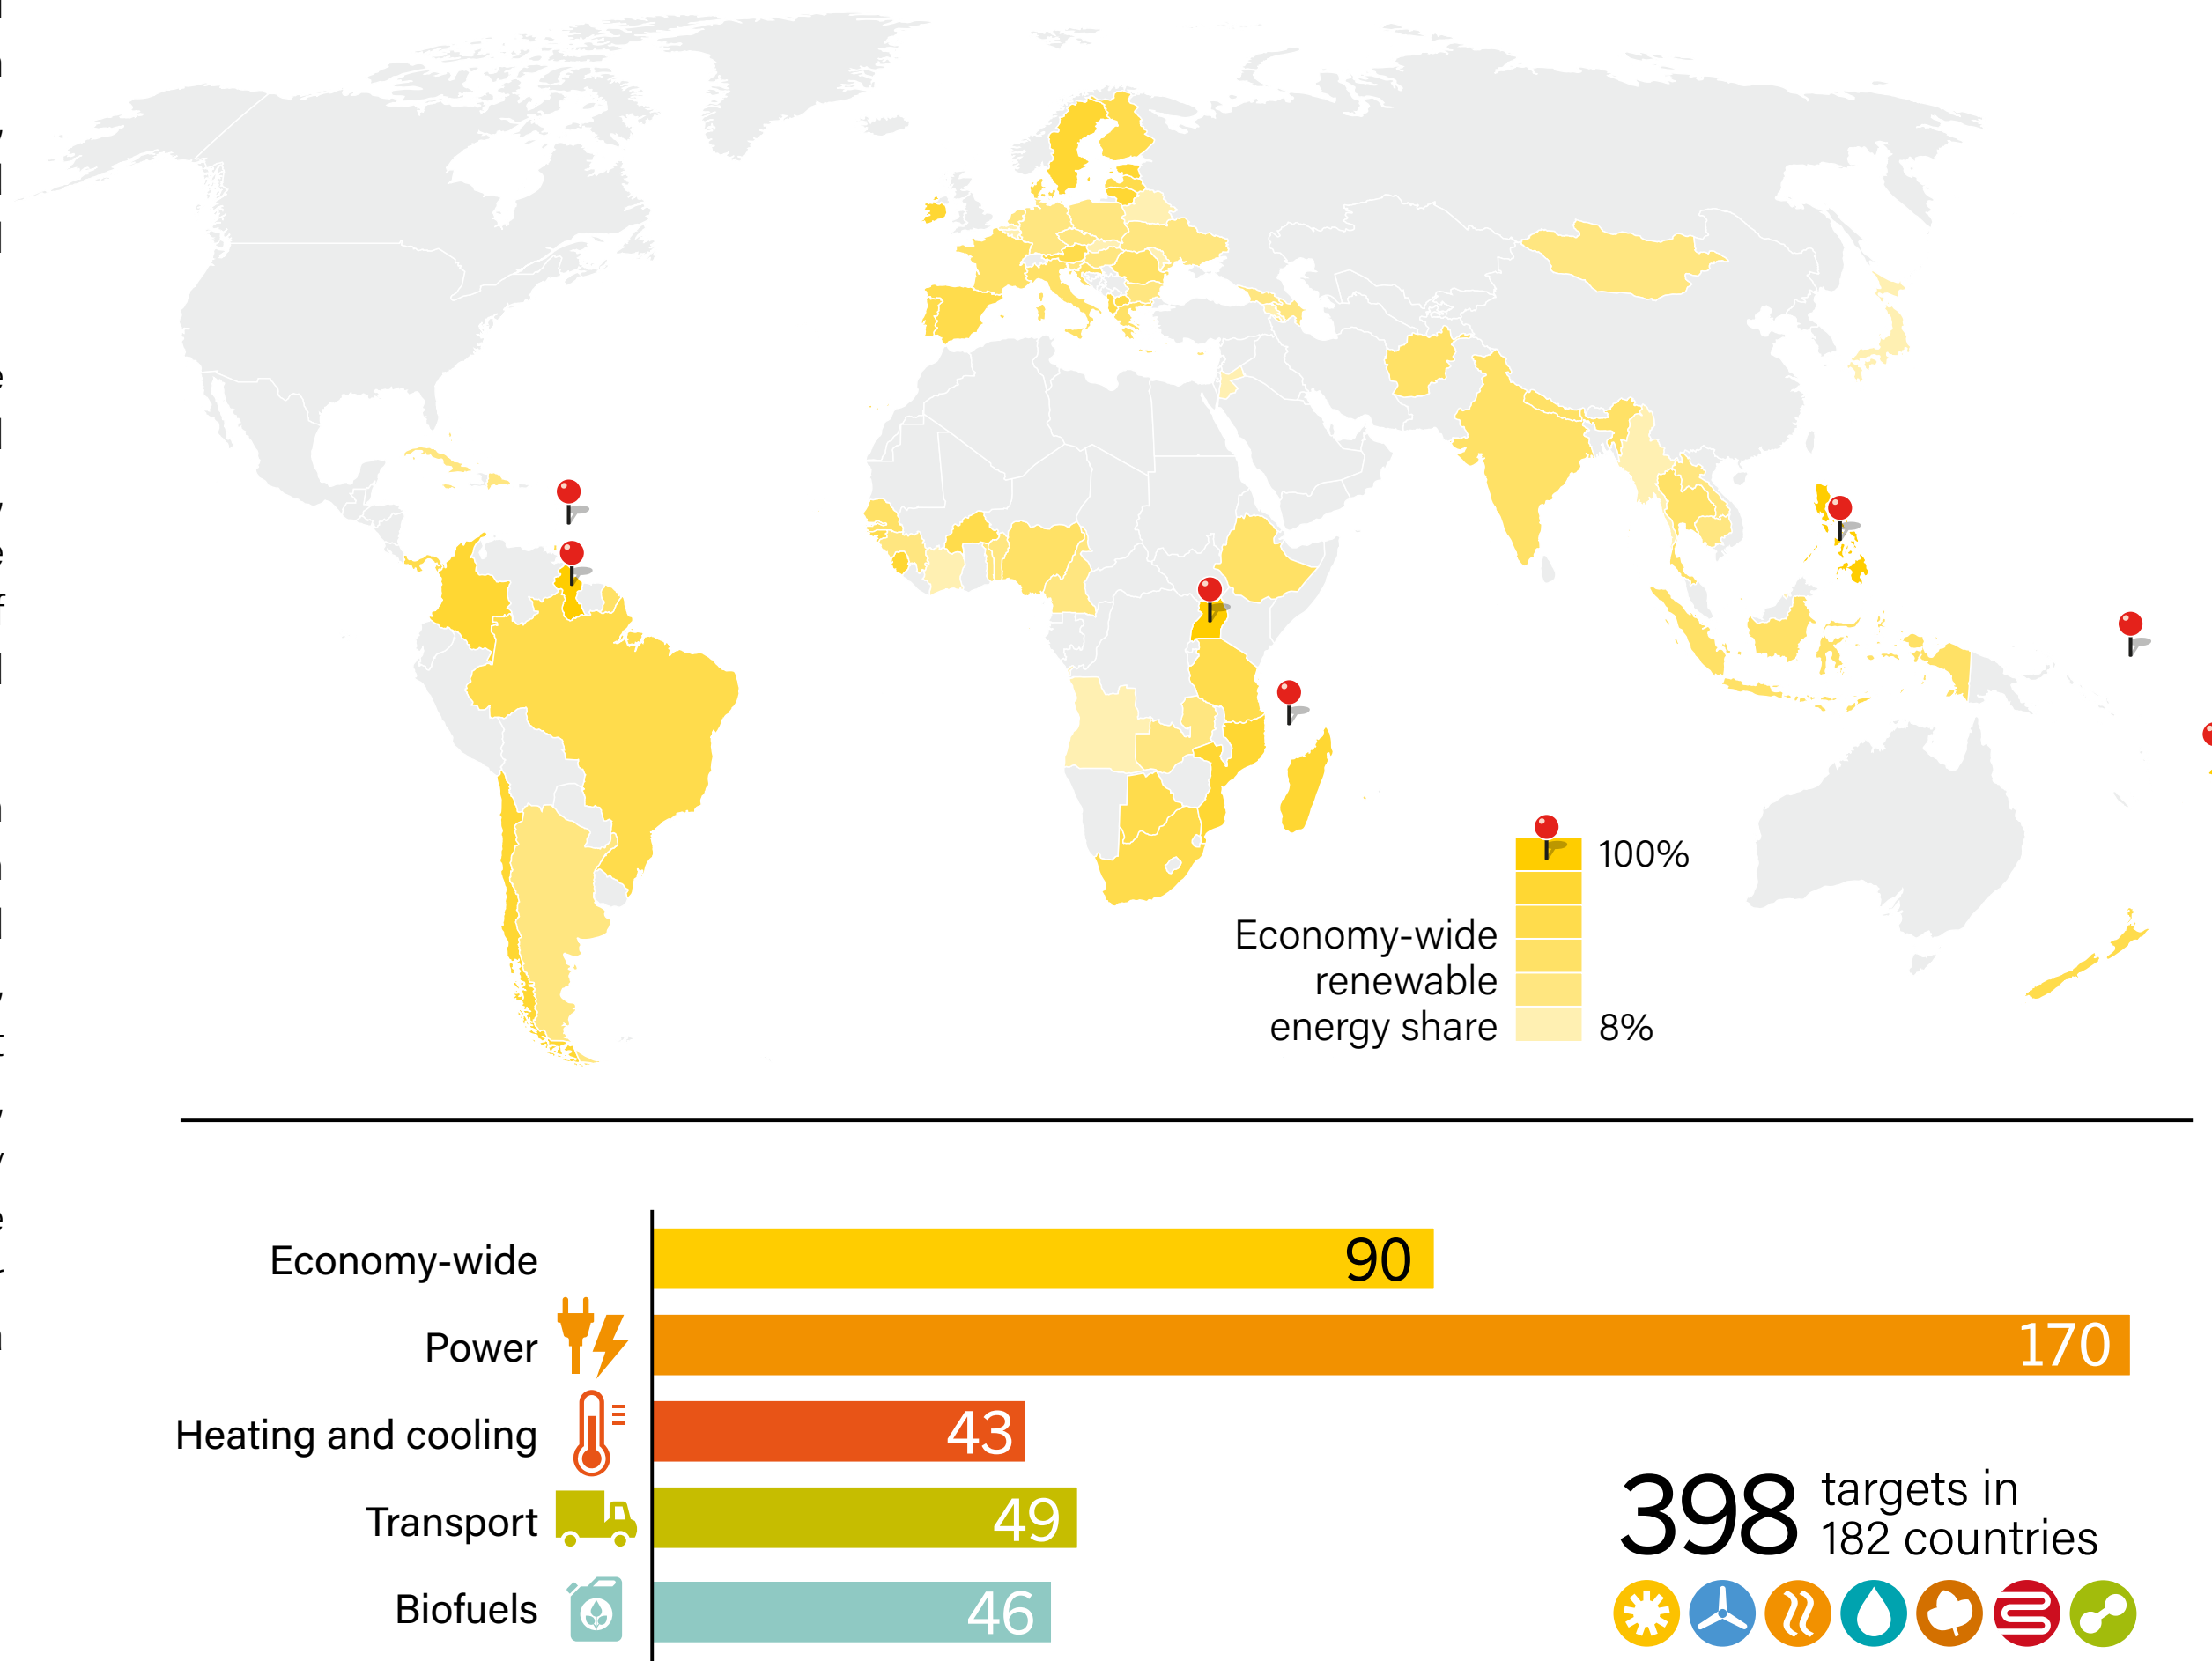 100%
Economy-wide
renewable
energy share
8%
Economy-wide
90
Power
170
Heating and cooling
43
Transport
49
Biofuels
46
398 targets in
182 countries